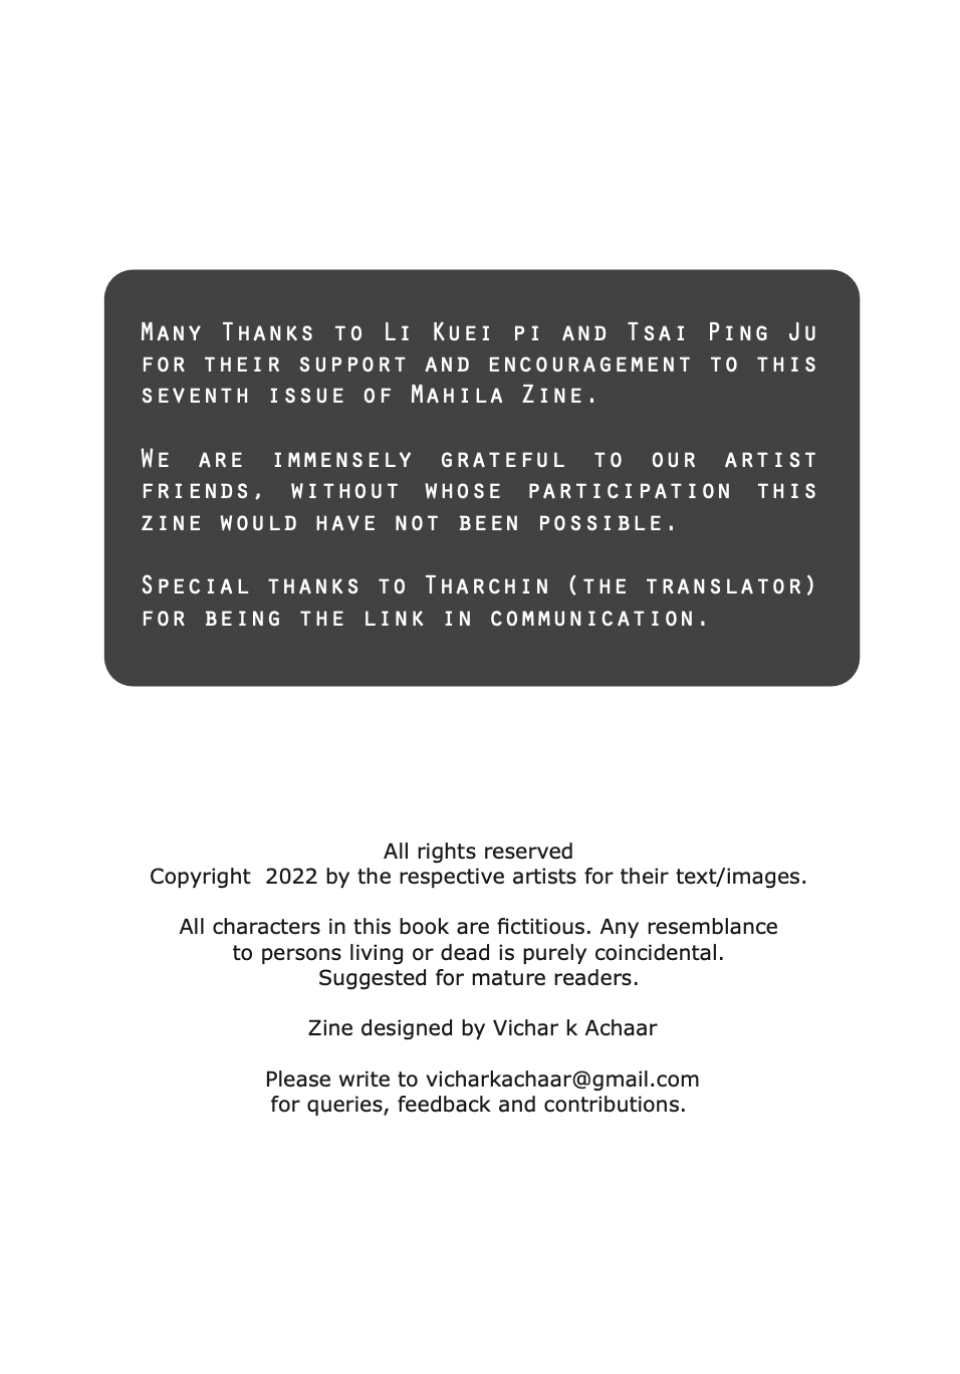 Many Thanks to Li Kuei pi and Tsai Ping Ju
for their support and encouragement to this
seventh issue of Mahila Zine.
We are immensely grateful to our artist
friends, without whose participation this
zine would have not been possible.
Special thanks to Tharchin (the translator)
for being the link in communication.
All rights reserved
Copyright  2022 by the respective artists for their text/images.
All characters in this book are fictitious. Any resemblance
to persons living or dead is purely coincidental.
Suggested for mature readers.
Zine designed by Vichar k Achaar
Please write to vicharkachaar@gmail.com
for queries, feedback and contributions.